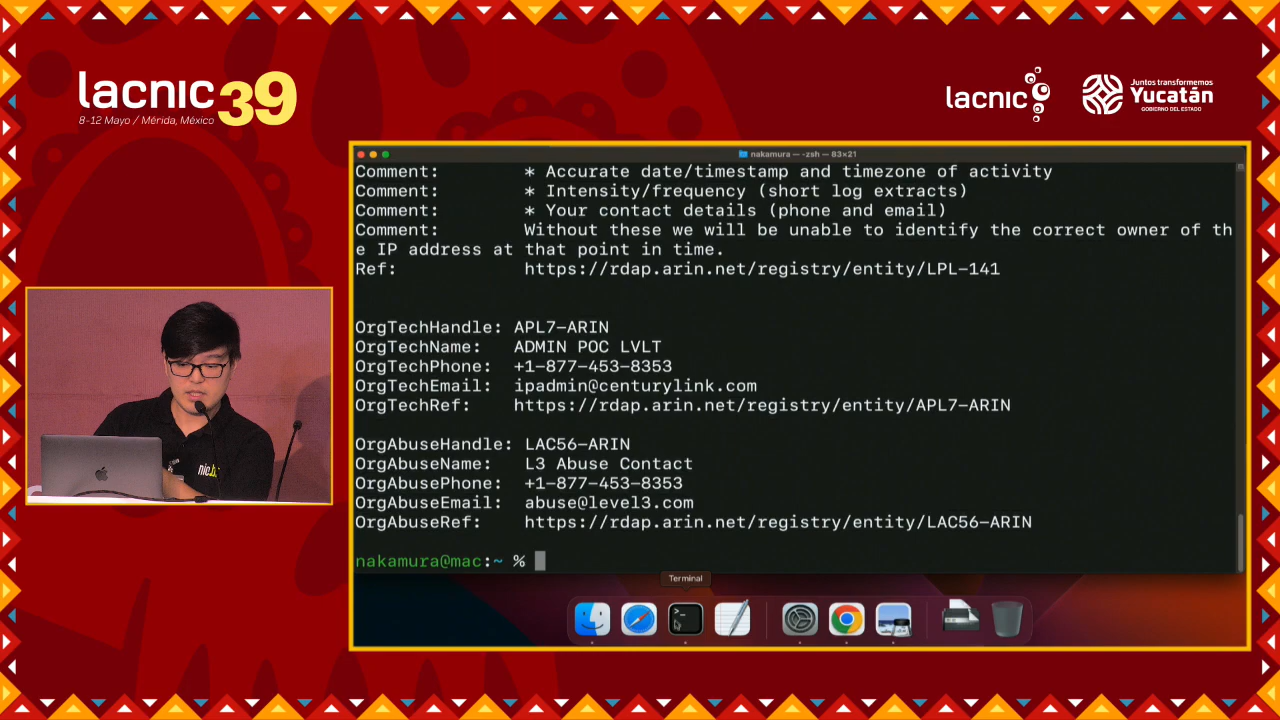 lacnic 39
8-12 Mayo / Mérida, México
lacnic
Juntos transformemos
Yucatán
GOBIERNO DEL ESTADO
nakamura — -zsh — 83×21
Comment: * Accurate date/timestamp and timezone of activity
Comment: * Intensity/frequency (short log extracts)
Comment: * Your contact details (phone and email)
Comment: Without these we will be unable to identify the correct owner of th
e IP address at that point in time.
Ref: https://rdap.arin.net/registry/entity/LPL-141
OrgTechHandle: APL7-ARIN
OrgTechName: ADMIN POC LVLT
OrgTechPhone: +1-877-453-8353
OrgTechEmail: ipadmin@centurylink.com
OrgTechRef: https://rdap.arin.net/registry/entity/APL7-ARIN
OrgAbuseHandle: LAC56-ARIN
OrgAbuseName: L3 Abuse Contact
OrgAbusePhone: +1-877-453-8353
OrgAbuseEmail: abuse@level3.com
OrgAbuseRef: https://rdap.arin.net/registry/entity/LAC56-ARIN
nakamura@mac:~ %
Terminal